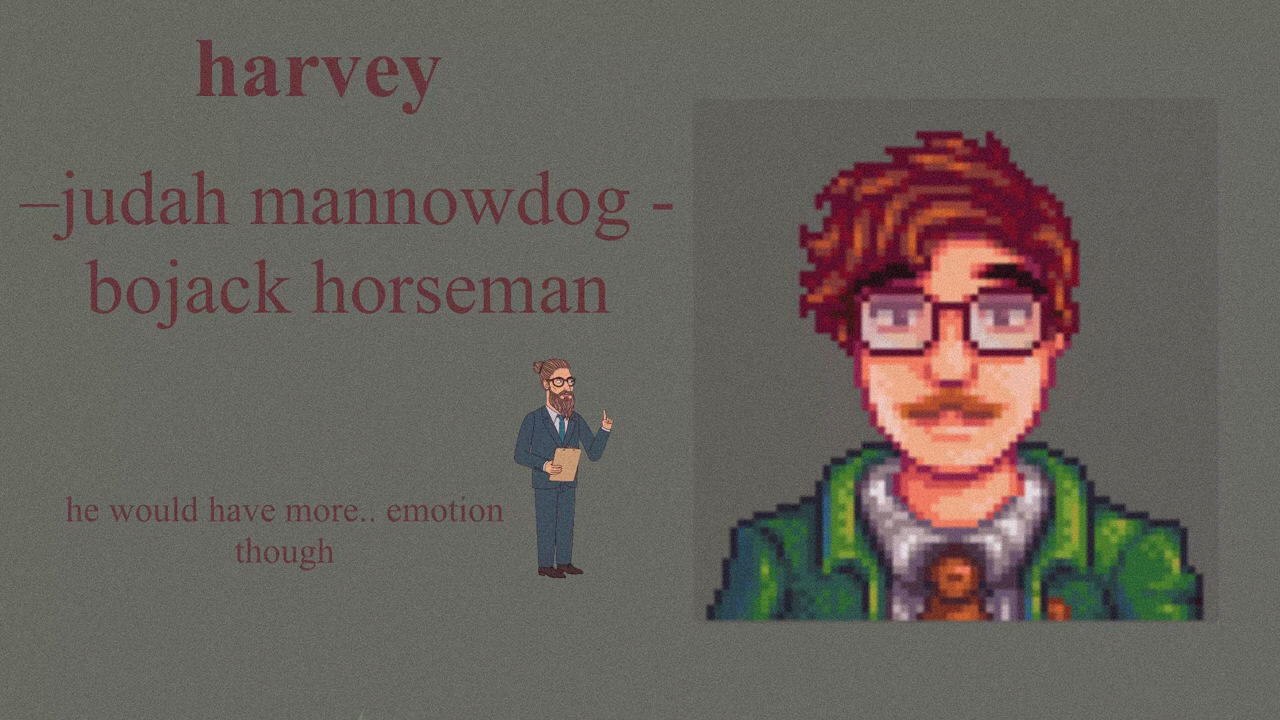 harvey
–judah mannowdog -
bojack horseman
he would have more.. emotion
though